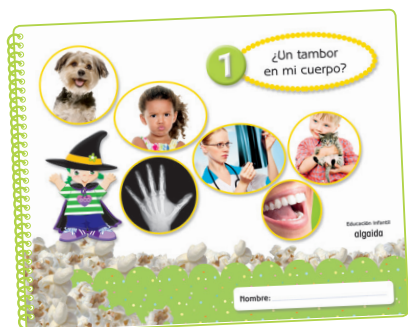 1
¿Un tambor
en mi cuerpo?
Educación Infantil
algaida
Nombre: